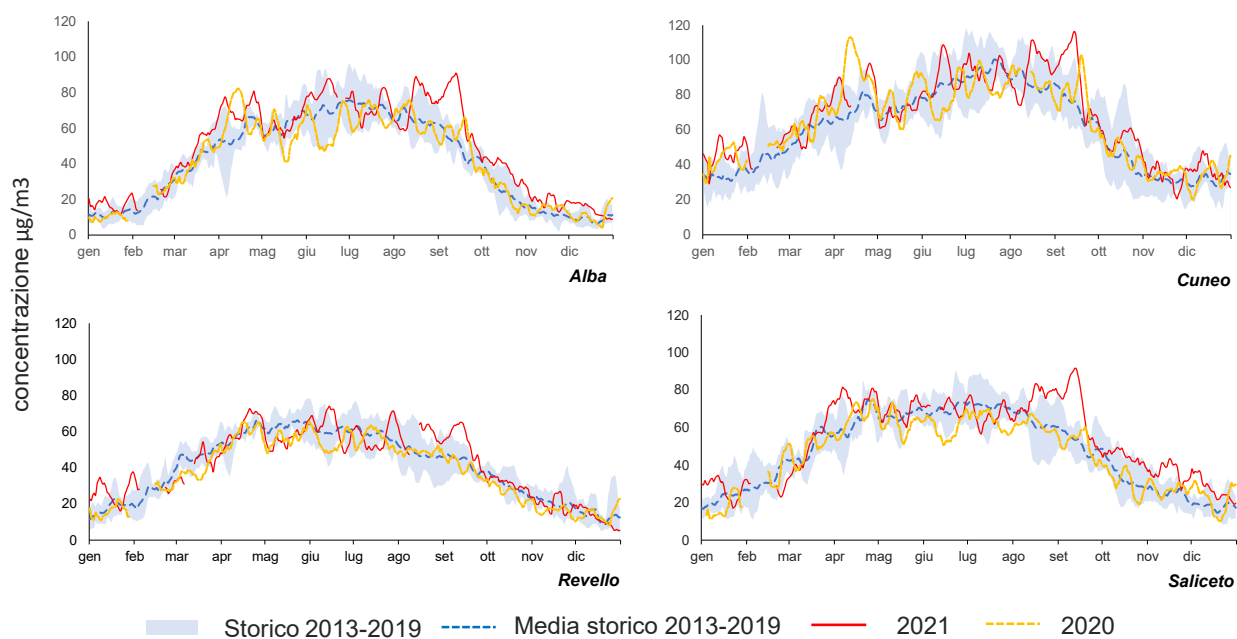 concentrazione µg/m3
120
100
80
60
40
20
0
gen feb mar apr mag giu lug ago set ott nov dic
Alba
120
100
80
60
40
20
0
gen feb mar apr mag giu lug ago set ott nov dic
Cuneo
120
100
80
60
40
20
0
gen feb mar apr mag giu lug ago set ott nov dic
Revello
120
100
80
60
40
20
0
gen feb mar apr mag giu lug ago set ott nov dic
Saliceto
Storico 2013-2019 Media storico 2013-2019 2021 2020